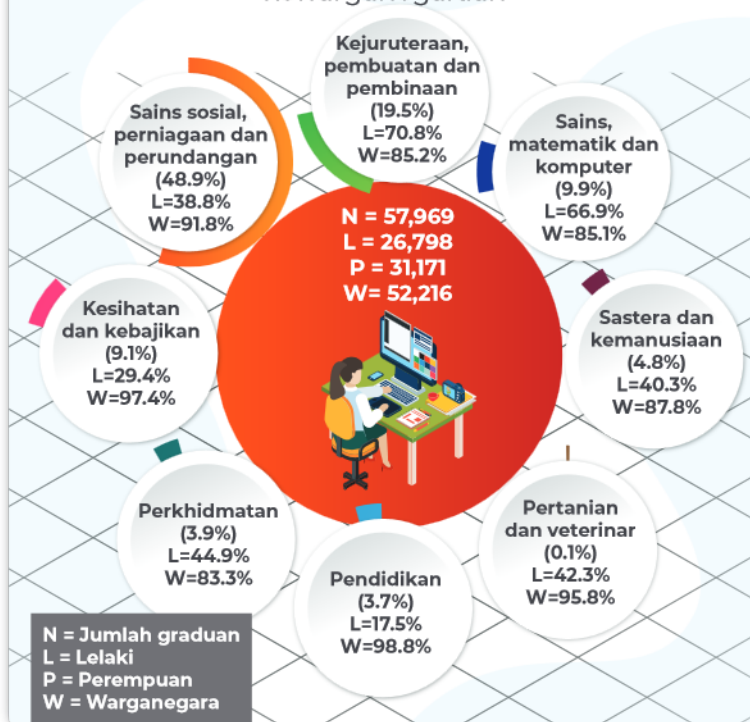 Kejuruteraan,
pembuatan dan
pembinaan
(19.5%)
L=70.8%
W=85.2%
Sains sosial,
perniagaan dan
perundangan
(48.9%)
L=38.8%
W=91.8%
Sains,
matematik dan
komputer
(9.9%)
L=66.9%
W=85.1%
N = 57,969
L = 26,798
P = 31,171
W= 52,216
Kesihatan
dan kebajikan
(9.1%)
L=29.4%
W=97.4%
Sastera dan
kemanusiaan
(4.8%)
L=40.3%
W=87.8%
Perkhidmatan
(3.9%)
L=44.9%
W=83.3%
Pendidikan
(3.7%)
L=17.5%
W=98.8%
Pertanian
dan veterinar
(0.1%)
L=42.3%
W=95.8%
N = Jumlah graduan
L = Lelaki
P = Perempuan
W = Warganegara